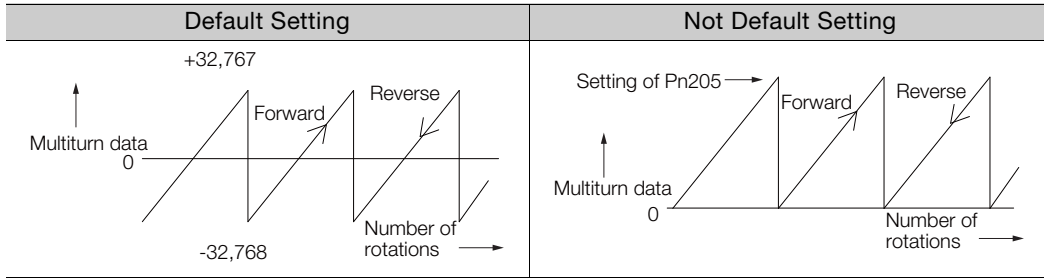 Default Setting
Not Default Setting
+32,767
Forward
Reverse
Multiturn data
0
Number of
rotations
-32,768
Setting of Pn205
Forward
Reverse
Multiturn data
0
Number of
rotations